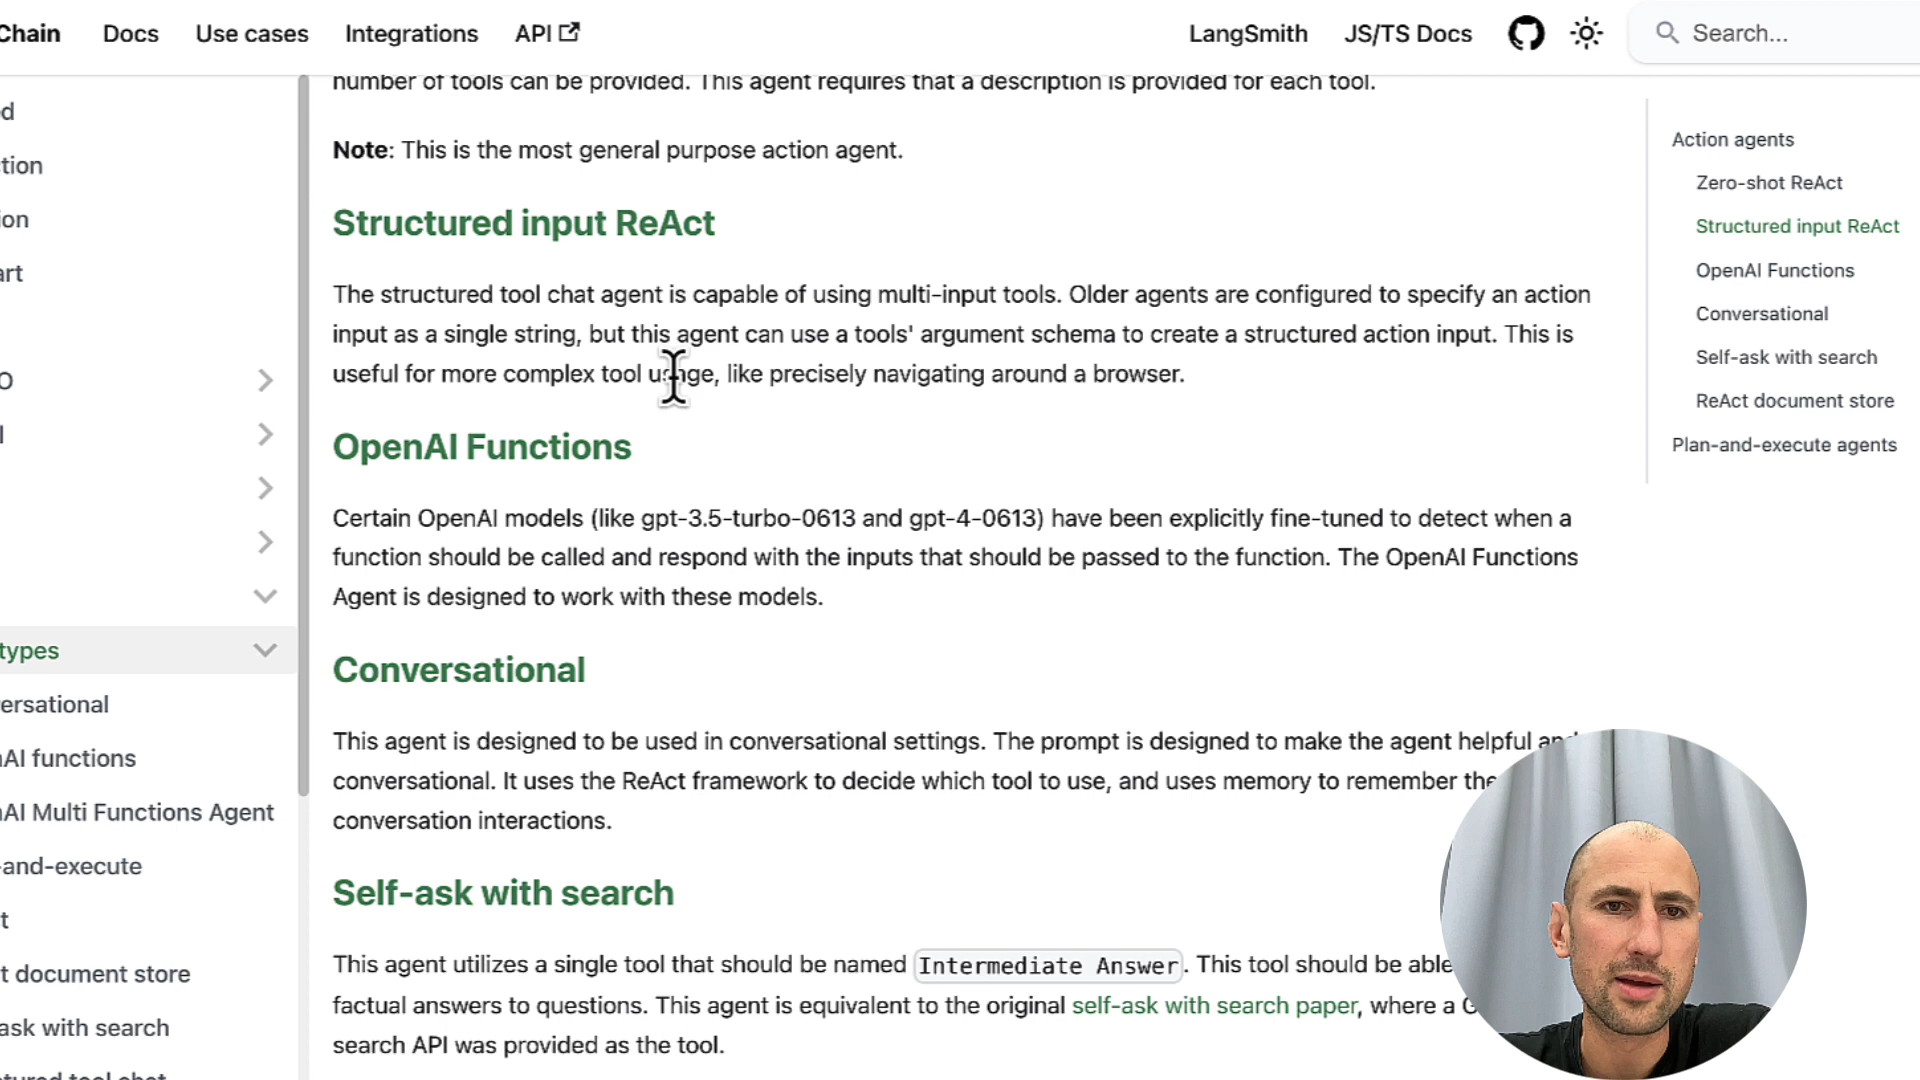 Chain Docs Use cases Integrations API LangSmith JS/TS Docs Search...
d
tion
ion
art
O
l
types
ersational
AI functions
AI Multi Functions Agent
-and-execute
t
t document store
ask with search
number of tools can be provided. This agent requires that a description is provided for each tool.
Note: This is the most general purpose action agent.
Structured input ReAct
The structured tool chat agent is capable of using multi-input tools. Older agents are configured to specify an action
input as a single string, but this agent can use a tools' argument schema to create a structured action input. This is
useful for more complex tool usage, like precisely navigating around a browser.
OpenAI Functions
Certain OpenAI models (like gpt-3.5-turbo-0613 and gpt-4-0613) have been explicitly fine-tuned to detect when a
function should be called and respond with the inputs that should be passed to the function. The OpenAI Functions
Agent is designed to work with these models.
Conversational
This agent is designed to be used in conversational settings. The prompt is designed to make the agent helpful and
conversational. It uses the ReAct framework to decide which tool to use, and uses memory to remember the
conversation interactions.
Self-ask with search
This agent utilizes a single tool that should be named Intermediate Answer. This tool should be able
factual answers to questions. This agent is equivalent to the original self-ask with search paper, where a G
search API was provided as the tool.
Action agents
Zero-shot ReAct
Structured input ReAct
OpenAI Functions
Conversational
Self-ask with search
ReAct document store
Plan-and-execute agents